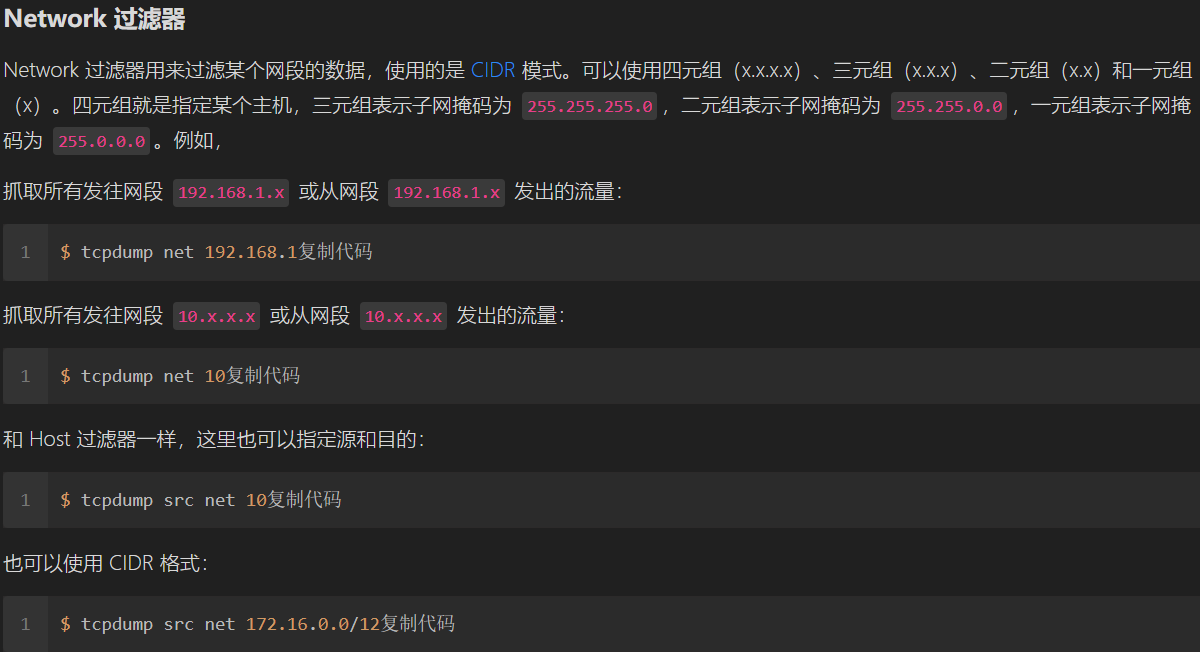 Network 过滤器
Network 过滤器用来过滤某个网段的数据，使用的是 CIDR 模式。可以使用四元组（x.x.x.x）、三元组（x.x.x）、二元组（x.x）和一元组
（x）。四元组就是指定某个主机，三元组表示子网掩码为 255.255.255.0 ，二元组表示子网掩码为 255.255.0.0 ，一元组表示子网掩
码为 255.0.0.0 。例如，
抓取所有发往网段 192.168.1.x 或从网段 192.168.1.x 发出的流量：
1 $ tcpdump net 192.168.1复制代码
抓取所有发往网段 10.x.x.x 或从网段 10.x.x.x 发出的流量：
1 $ tcpdump net 10复制代码
和 Host 过滤器一样，这里也可以指定源和目的：
1 $ tcpdump src net 10复制代码
也可以使用 CIDR 格式：
1 $ tcpdump src net 172.16.0.0/12复制代码